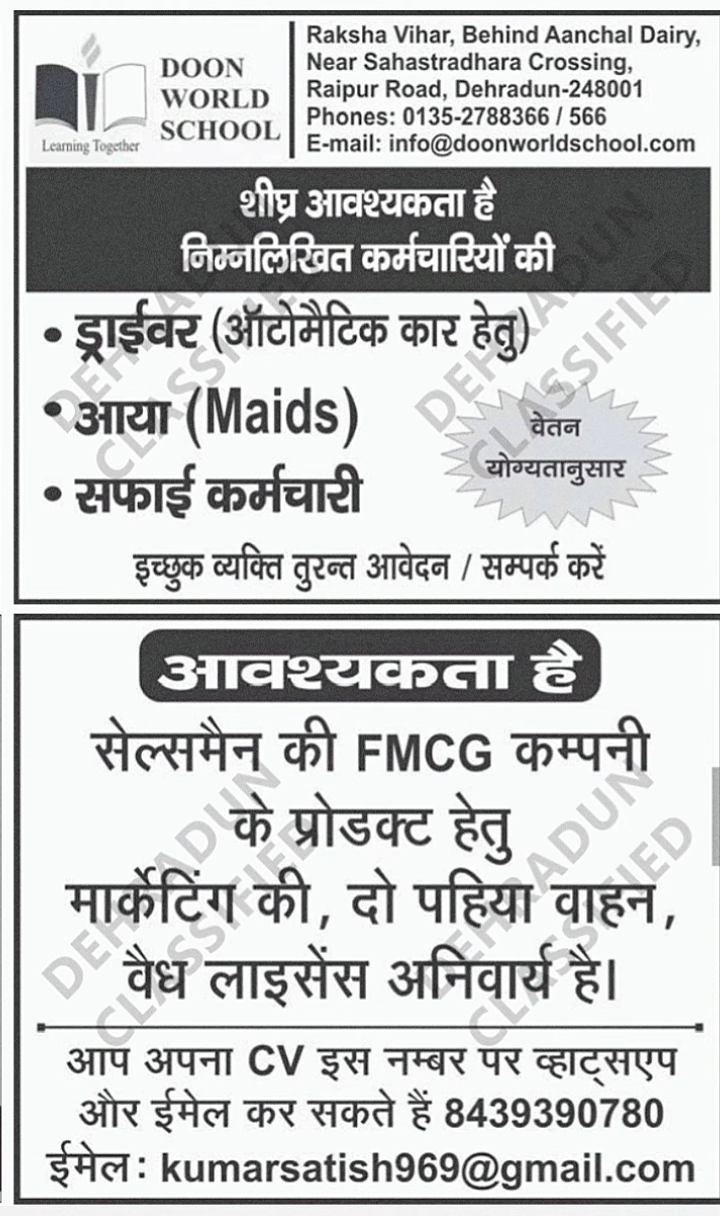 DOON
WORLD
SCHOOL
Learning Together
Raksha Vihar, Behind Aanchal Dairy,
Near Sahastradhara Crossing,
Raipur Road, Dehradun-248001
Phones: 0135-2788366 / 566
E-mail: info@doonworldschool.com
शीघ्र आवश्यकता है
निम्नलिखित कर्मचारियों की
• ड्राईवर (ऑटोमैटिक कार हेतु)
• आया (Maids)
• सफाई कर्मचारी
वेतन
योग्यतानुसार
इच्छुक व्यक्ति तुरन्त आवेदन / सम्पर्क करें
DEHRADUN
CLASSIFIED
DEHRADUN
CLASSIFIED
आवश्यकता है
सेल्समैन की FMCG कम्पनी
के प्रोडक्ट हेतु
मार्केटिंग की, दो पहिया वाहन,
वैध लाइसेंस अनिवार्य है।
आप अपना CV इस नम्बर पर व्हाट्सएप
और ईमेल कर सकते हैं 8439390780
ईमेल: kumarsatish969@gmail.com
DEHRADUN
CLASSIFIED
DEHRADUN
CLASSIFIED